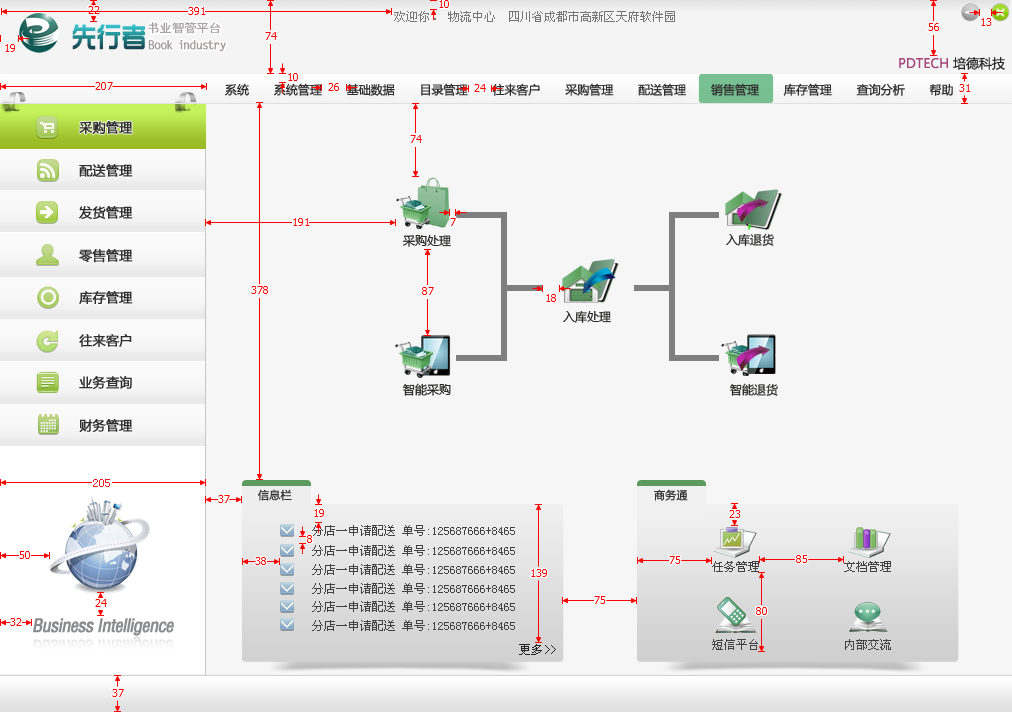 391
22
10
欢迎你： 物流中心 四川省成都市高新区天府软件园
13
先行者
书业智管平台
Book industry
19
74
56
PDTECH 培德科技
207
10
26
24
31
系统 系统管理 基础数据 目录管理 往来客户 采购管理 配送管理 销售管理 库存管理 查询分析 帮助
采购管理
配送管理
发货管理
零售管理
库存管理
往来客户
业务查询
财务管理
74
191
7
采购处理
入库退货
378
87
18
入库处理
智能采购
智能退货
205
37
50
24
32
Business Intelligence
37
信息栏
19
8
38
139
分店一申请配送 单号:125687666+8465
分店一申请配送 单号:125687666+8465
分店一申请配送 单号:125687666+8465
分店一申请配送 单号:125687666+8465
分店一申请配送 单号:125687666+8465
分店一申请配送 单号:125687666+8465
更多>>
75
商务通
23
75
85
任务管理
文档管理
80
短信平台
内部交流